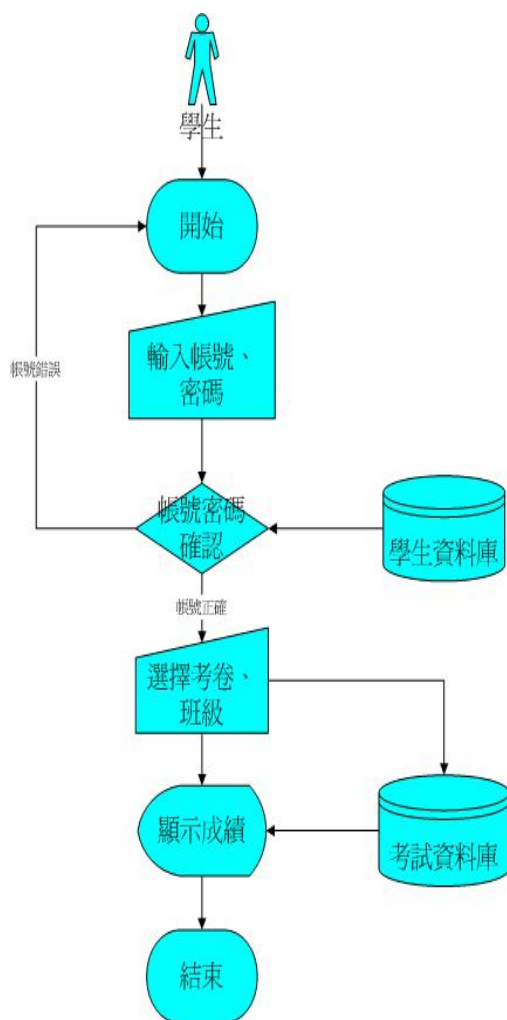 學生
開始
輸入帳號、
密碼
帳號錯誤
帳號密碼
確認
學生資料庫
帳號正確
選擇考卷、
班級
顯示成績
考試資料庫
結束